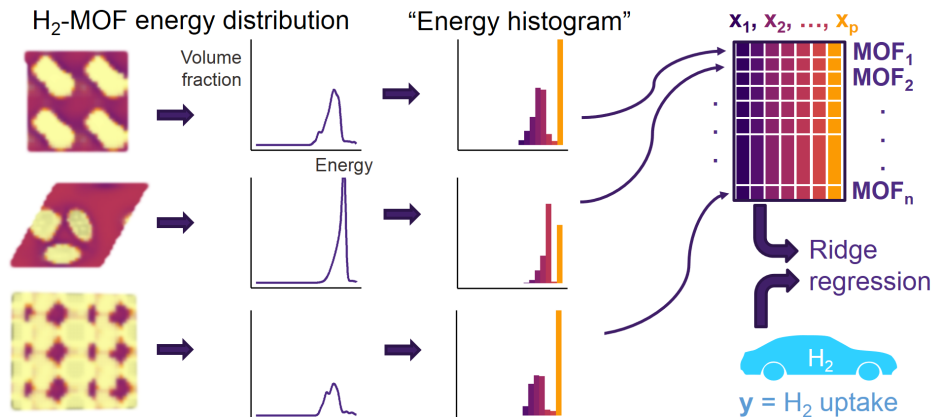 H₂-MOF energy distribution
“Energy histogram”
x₁, x₂, ..., xₚ
Volume
fraction
Energy
MOF₁
MOF₂
.
.
.
.
.
.
MOFₙ
Ridge
regression
H₂
y = H₂ uptake